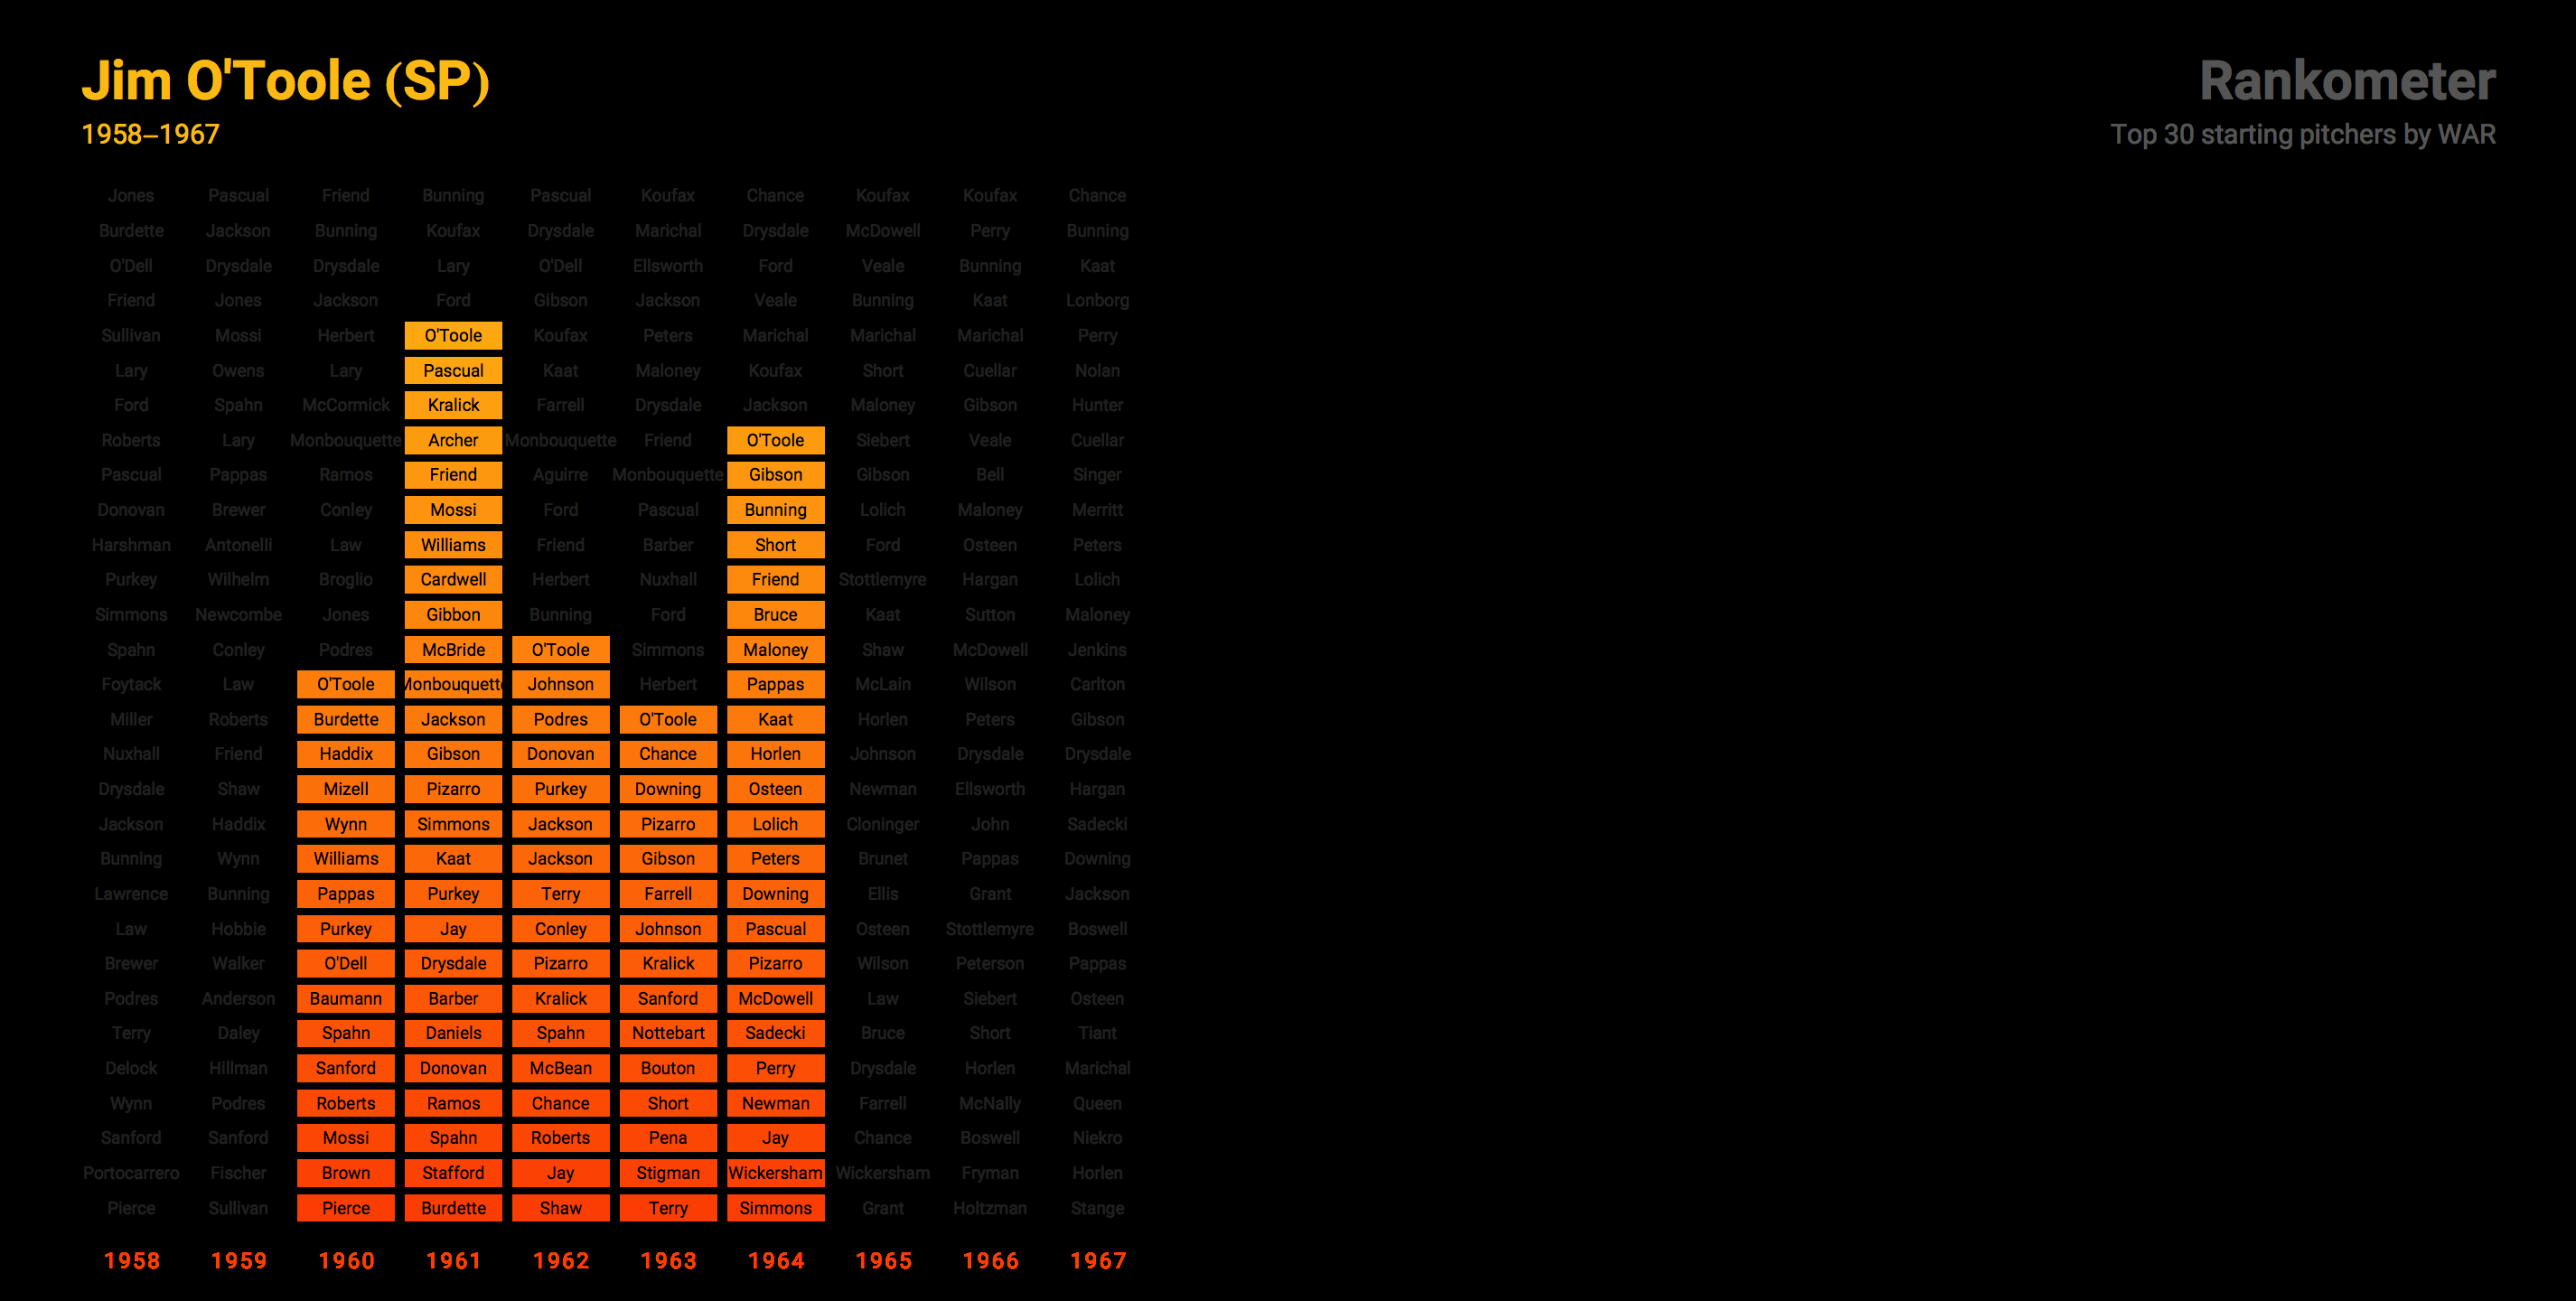 Jim O'Toole (SP)
1958–1967
Rankometer
Top 30 starting pitchers by WAR
Jones Pascual Friend Bunning Pascual Koufax Chance Koufax Koufax Chance
Burdette Jackson Bunning Koufax Drysdale Marichal Drysdale McDowell Perry Bunning
O'Dell Drysdale Drysdale Lary O'Dell Ellsworth Ford Veale Bunning Kaat
Friend Jones Jackson Ford Gibson Jackson Veale Bunning Kaat Lonborg
Sullivan Mossi Herbert O'Toole Koufax Peters Marichal Marichal Marichal Perry
Lary Owens Lary Pascual Kaat Maloney Koufax Short Cuellar Nolan
Ford Spahn McCormick Kralick Farrell Drysdale Jackson Maloney Gibson Hunter
Roberts Lary Monbouquette Archer Monbouquette Friend O'Toole Siebert Veale Cuellar
Pascual Pappas Ramos Friend Aguirre Monbouquette Gibson Gibson Bell Singer
Donovan Brewer Conley Mossi Ford Pascual Bunning Lolich Maloney Merritt
Harshman Antonelli Law Williams Friend Barber Short Ford Osteen Peters
Purkey Wilhelm Broglio Cardwell Herbert Nuxhall Friend Stottlemyre Hargan Lolich
Simmons Newcombe Jones Gibbon Bunning Ford Bruce Kaat Sutton Maloney
Spahn Conley Podres McBride O'Toole Simmons Maloney Shaw McDowell Jenkins
Foytack Law O'Toole Monbouquette Johnson Herbert Pappas McLain Wilson Carlton
Miller Roberts Burdette Jackson Podres O'Toole Kaat Horlen Peters Gibson
Nuxhall Friend Haddix Gibson Donovan Chance Horlen Johnson Drysdale Drysdale
Drysdale Shaw Mizell Pizarro Purkey Downing Osteen Newman Ellsworth Hargan
Jackson Haddix Wynn Simmons Jackson Pizarro Lolich Cloninger John Sadecki
Bunning Wynn Williams Kaat Jackson Gibson Peters Brunet Pappas Downing
Lawrence Bunning Pappas Purkey Terry Farrell Downing Ellis Grant Jackson
Law Hobbie Purkey Jay Conley Johnson Pascual Osteen Stottlemyre Boswell
Brewer Walker O'Dell Drysdale Pizarro Kralick Pizarro Wilson Peterson Pappas
Podres Anderson Baumann Barber Kralick Sanford McDowell Law Siebert Osteen
Terry Daley Spahn Daniels Spahn Nottebart Sadecki Bruce Short Tiant
Delock Hillman Sanford Donovan McBean Bouton Perry Drysdale Horlen Marichal
Wynn Podres Roberts Ramos Chance Short Newman Farrell McNally Queen
Sanford Sanford Mossi Spahn Roberts Pena Jay Chance Boswell Niekro
Portocarrero Fischer Brown Stafford Jay Stigman Wickersham Wickersham Fryman Horlen
Pierce Sullivan Pierce Burdette Shaw Terry Simmons Grant Holtzman Stange
1958 1959 1960 1961 1962 1963 1964 1965 1966 1967